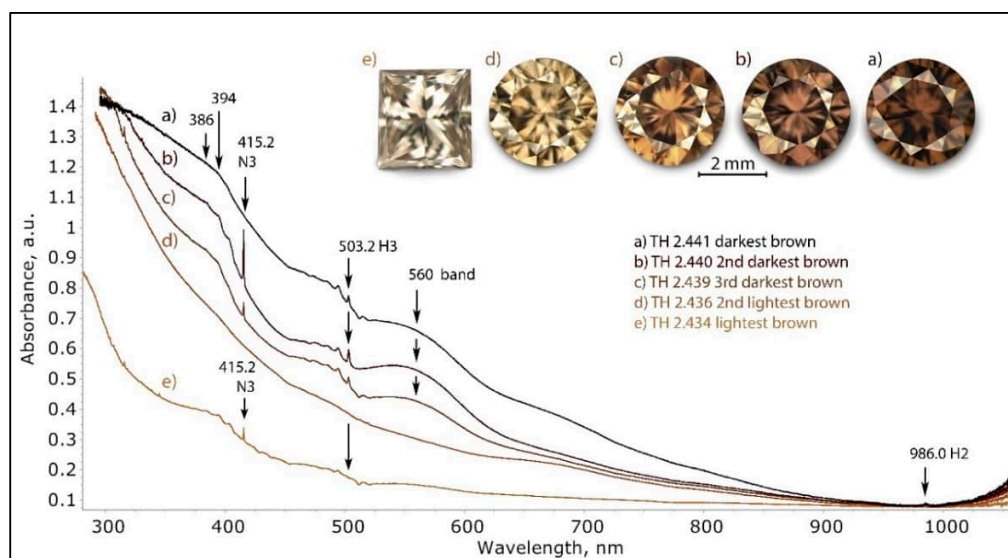 e)
d)
c)
b)
a)
2 mm
394
386
415.2
N3
a)
b)
c)
d)
503.2 H3
560 band
a) TH 2.441 darkest brown
b) TH 2.440 2nd darkest brown
c) TH 2.439 3rd darkest brown
d) TH 2.436 2nd lightest brown
e) TH 2.434 lightest brown
415.2
N3
e)
986.0 H2
Absorbance, a.u.
1.4
1.3
1.2
1.1
1
0.9
0.8
0.7
0.6
0.5
0.4
0.3
0.2
0.1
300 400 500 600 700 800 900 1000
Wavelength, nm